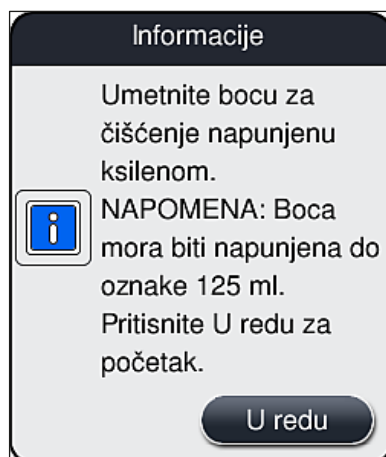 Informacije
Umetnite bocu za
čišćenje napunjenu
ksilenom.
NAPOMENA: Boca
mora biti napunjena do
oznake 125 ml.
Pritisnite U redu za
početak.
U redu